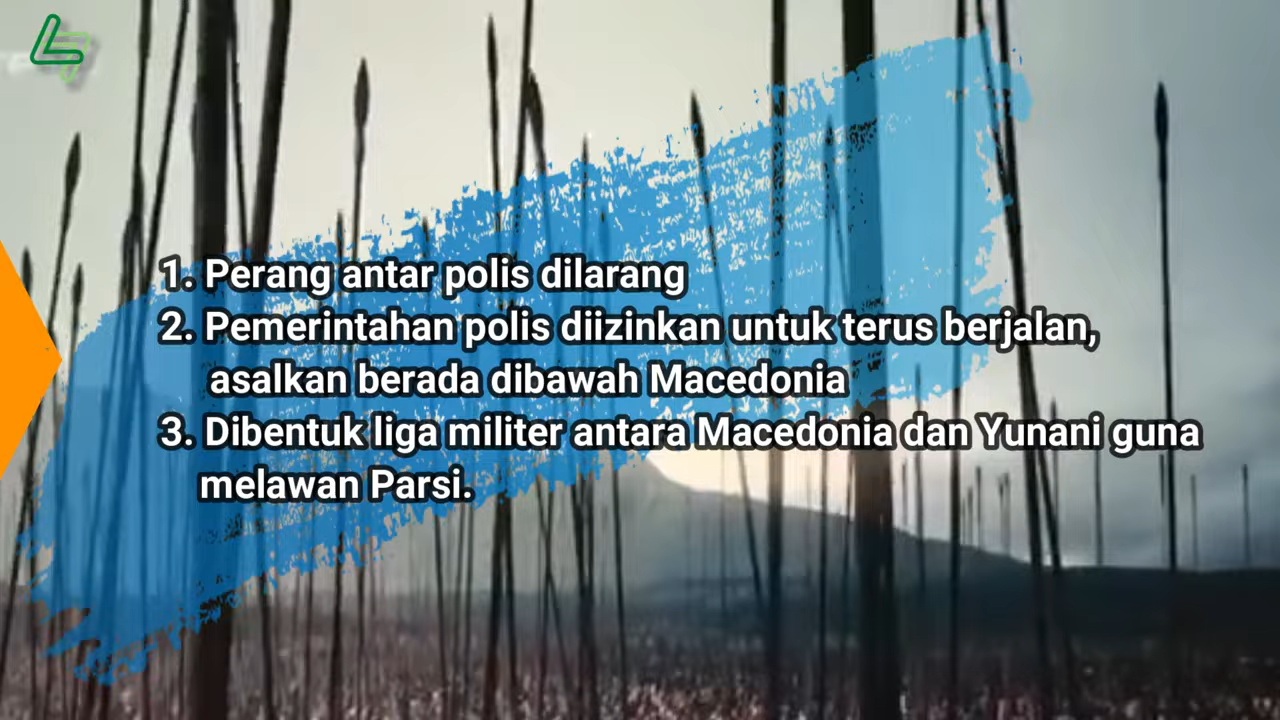 1. Perang antar polis dilarang
2. Pemerintahan polis diizinkan untuk terus berjalan,
asalkan berada dibawah Macedonia
3. Dibentuk liga militer antara Macedonia dan Yunani guna
melawan Parsi.